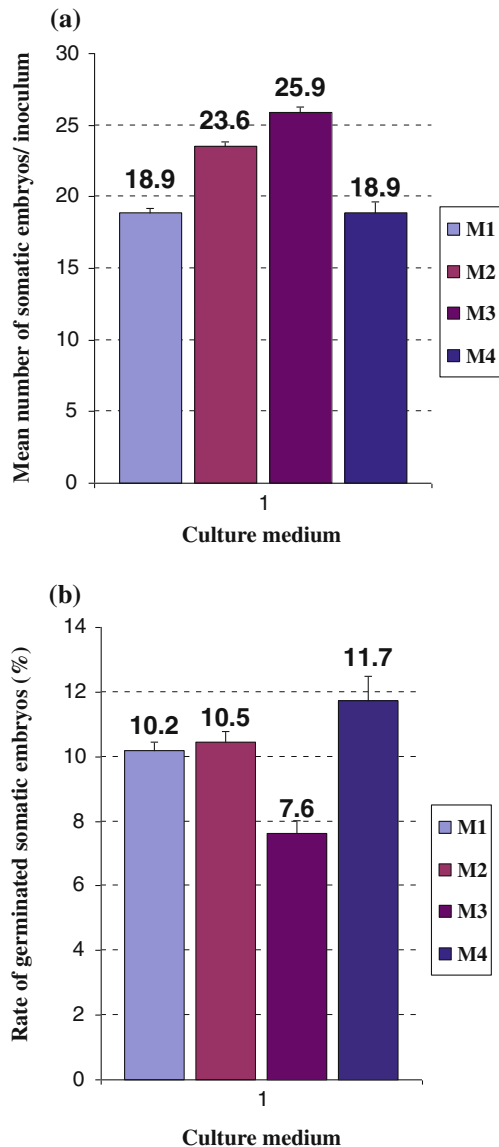 (a)
Mean number of somatic embryos/ inoculum
30
25
20
15
10
5
0
18.9
23.6
25.9
18.9
1
Culture medium
M1
M2
M3
M4
(b)
Rate of germinated somatic embryos (%)
14
12
10
8
6
4
2
0
10.2
10.5
7.6
11.7
1
Culture medium
M1
M2
M3
M4